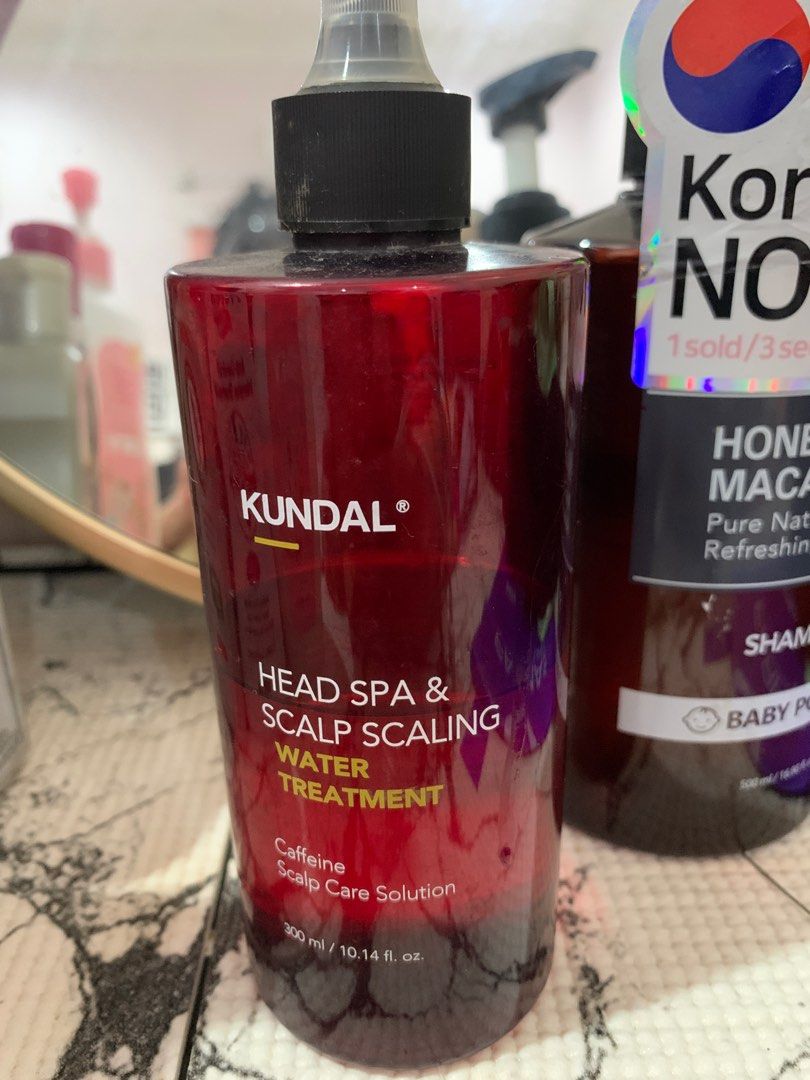 KUNDAL®
HEAD SPA &
SCALP SCALING
WATER
TREATMENT
Caffeine
Scalp Care Solution
300 ml / 10.14 fl. oz.
Kor
NO
1 sold/3 se
HONE
MACA
Pure Nat
Refreshin
SHAM
BABY PO